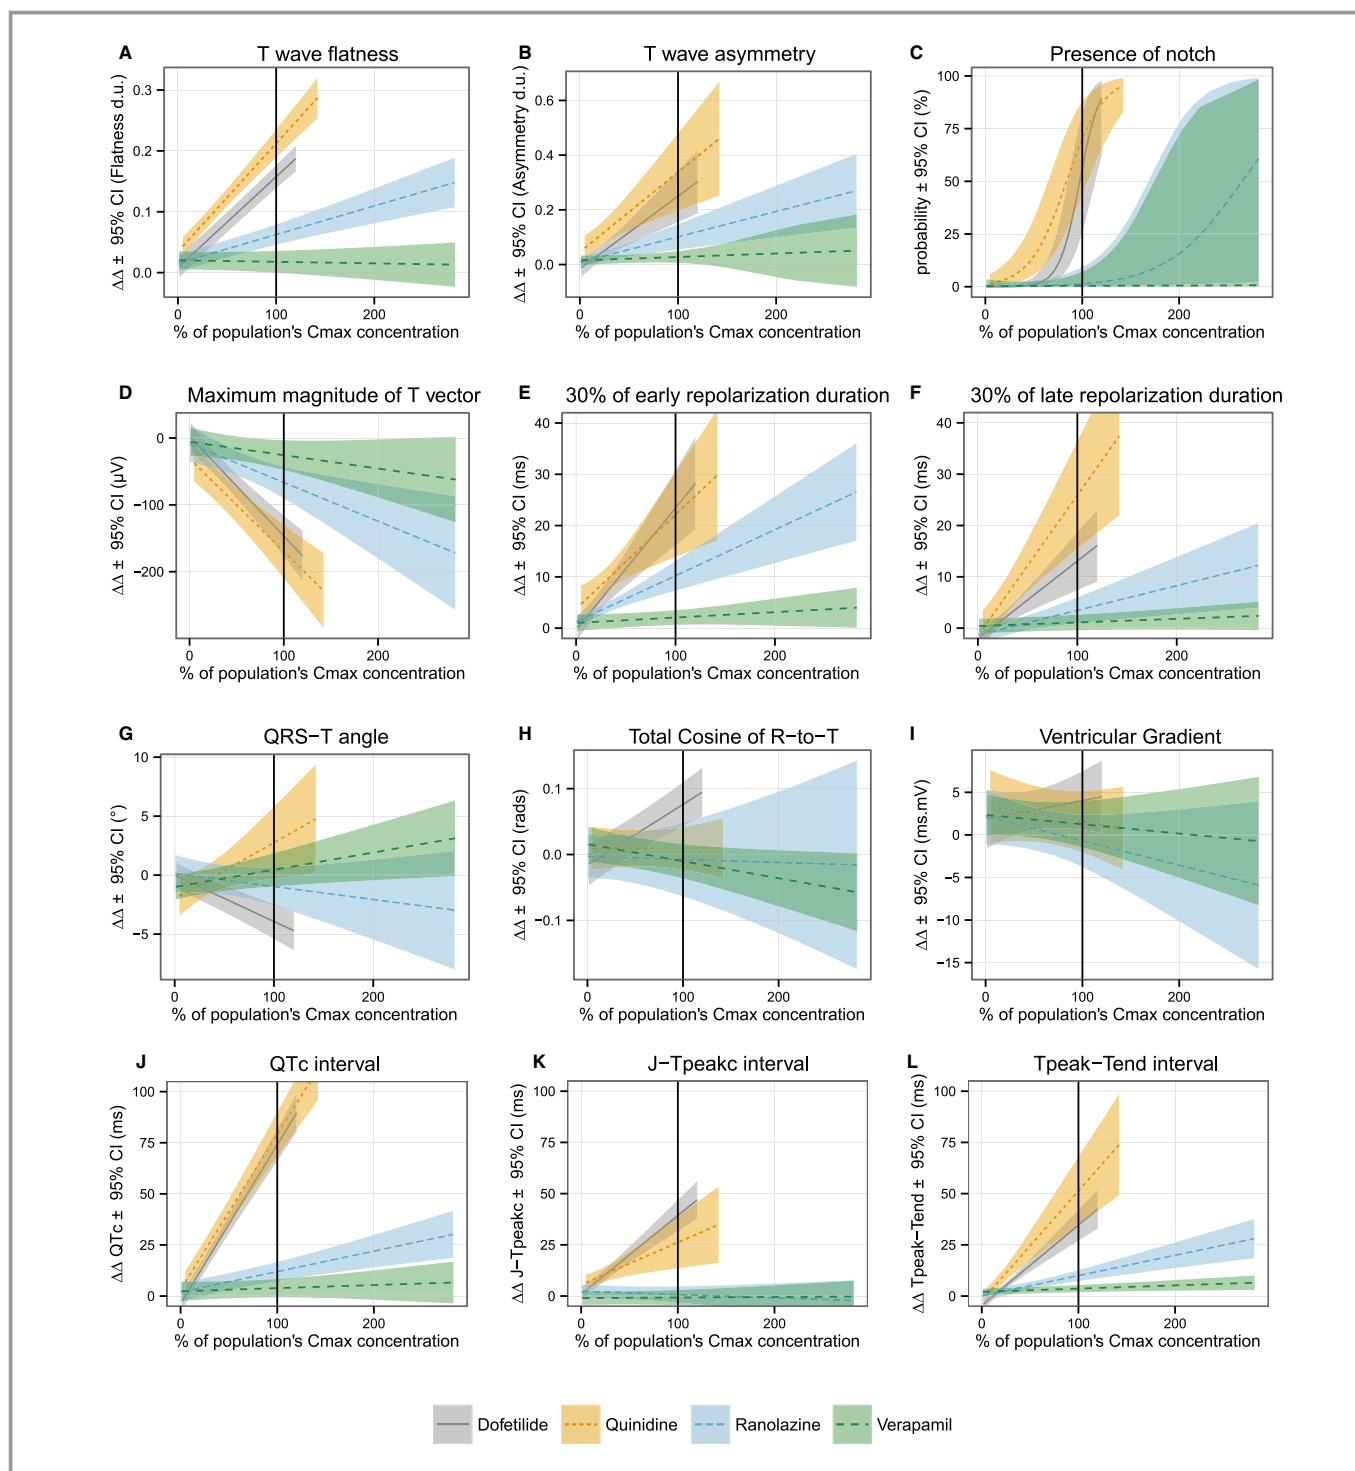 A T wave flatness
ΔΔ ± 95% CI (Flatness d.u.)
0.3
0.2
0.1
0.0
0 100 200
% of population's Cmax concentration
B T wave asymmetry
ΔΔ ± 95% CI (Asymmetry d.u.)
0.6
0.4
0.2
0.0
0 100 200
% of population's Cmax concentration
C Presence of notch
probability ± 95% CI (%)
100
75
50
25
0
0 100 200
% of population's Cmax concentration
D Maximum magnitude of T vector
ΔΔ ± 95% CI (µV)
0
−100
−200
0 100 200
% of population's Cmax concentration
E 30% of early repolarization duration
ΔΔ ± 95% CI (ms)
40
30
20
10
0
0 100 200
% of population's Cmax concentration
F 30% of late repolarization duration
ΔΔ ± 95% CI (ms)
40
30
20
10
0
0 100 200
% of population's Cmax concentration
G QRS−T angle
ΔΔ ± 95% CI (°)
10
5
0
−5
0 100 200
% of population's Cmax concentration
H Total Cosine of R−to−T
ΔΔ ± 95% CI (rads)
0.1
0.0
−0.1
0 100 200
% of population's Cmax concentration
I Ventricular Gradient
ΔΔ ± 95% CI (ms.mV)
5
0
−5
−10
−15
0 100 200
% of population's Cmax concentration
J QTc interval
ΔΔ QTc ± 95% CI (ms)
100
75
50
25
0
0 100 200
% of population's Cmax concentration
K J−Tpeakc interval
ΔΔ J−Tpeakc ± 95% CI (ms)
100
75
50
25
0
0 100 200
% of population's Cmax concentration
L Tpeak−Tend interval
ΔΔ Tpeak−Tend ± 95% CI (ms)
100
75
50
25
0
0 100 200
% of population's Cmax concentration
Dofetilide Quinidine Ranolazine Verapamil